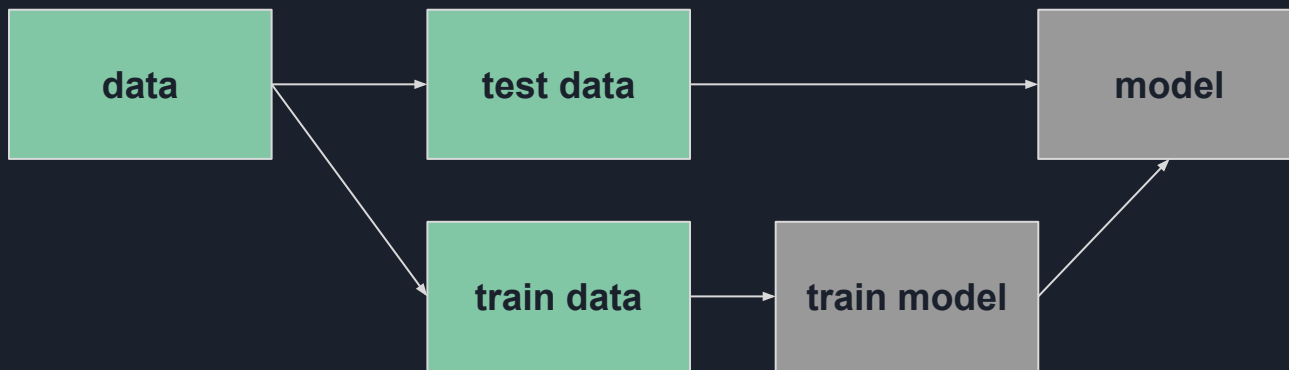 data
test data
model
train data
train model